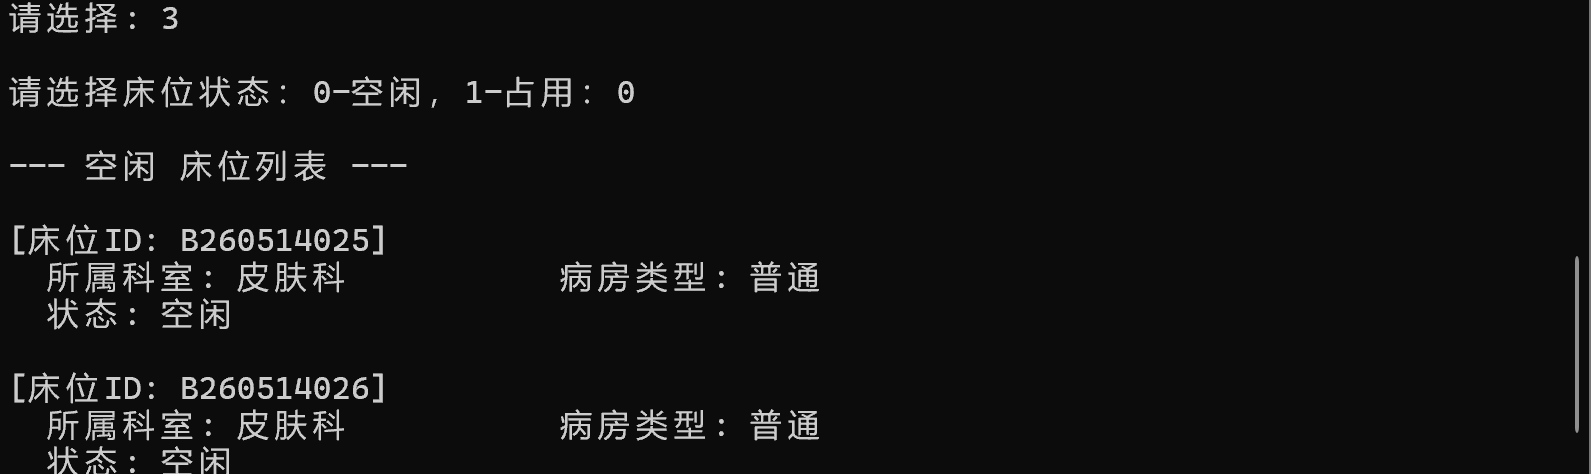 请选择: 3
请选择床位状态: 0-空闲, 1-占用: 0
--- 空闲 床位列表 ---
[床位ID: B260514025]
所属科室: 皮肤科 病房类型: 普通
状态: 空闲
[床位ID: B260514026]
所属科室: 皮肤科 病房类型: 普通
状态: 空闲